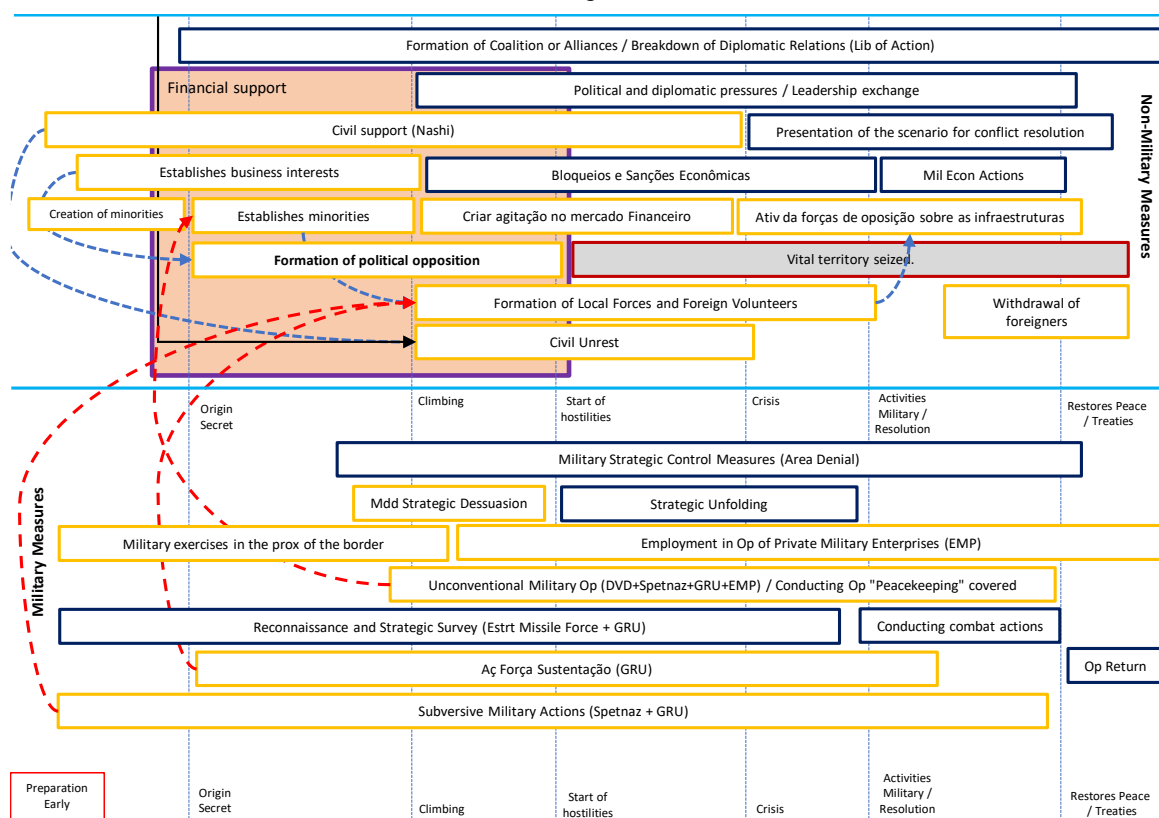 Formation of Coalition or Alliances / Breakdown of Diplomatic Relations (Lib of Action)
Financial support
Political and diplomatic pressures / Leadership exchange
Non-Military Measures
Civil support (Nashi)
Presentation of the scenario for conflict resolution
Establishes business interests
Bloqueios e Sanções Econômicas
Mil Econ Actions
Creation of minorities
Establishes minorities
Criar agitação no mercado Financeiro
Ativ da forças de oposição sobre as infraestruturas
Formation of political opposition
Vital territory seized.
Formation of Local Forces and Foreign Volunteers
Withdrawal of
foreigners
Civil Unrest
Origin
Secret
Climbing
Start of
hostilities
Crisis
Activities
Military /
Resolution
Restores Peace
/ Treaties
Military Measures
Military Strategic Control Measures (Area Denial)
Mdd Strategic Dessuasion
Strategic Unfolding
Military exercises in the prox of the border
Employment in Op of Private Military Enterprises (EMP)
Unconventional Military Op (DVD+Spetnaz+GRU+EMP) / Conducting Op "Peacekeeping" covered
Reconnaissance and Strategic Survey (Estrt Missile Force + GRU)
Conducting combat actions
Aç Força Sustentação (GRU)
Op Return
Subversive Military Actions (Spetnaz + GRU)
Preparation
Early
Origin
Secret
Climbing
Start of
hostilities
Crisis
Activities
Military /
Resolution
Restores Peace
/ Treaties